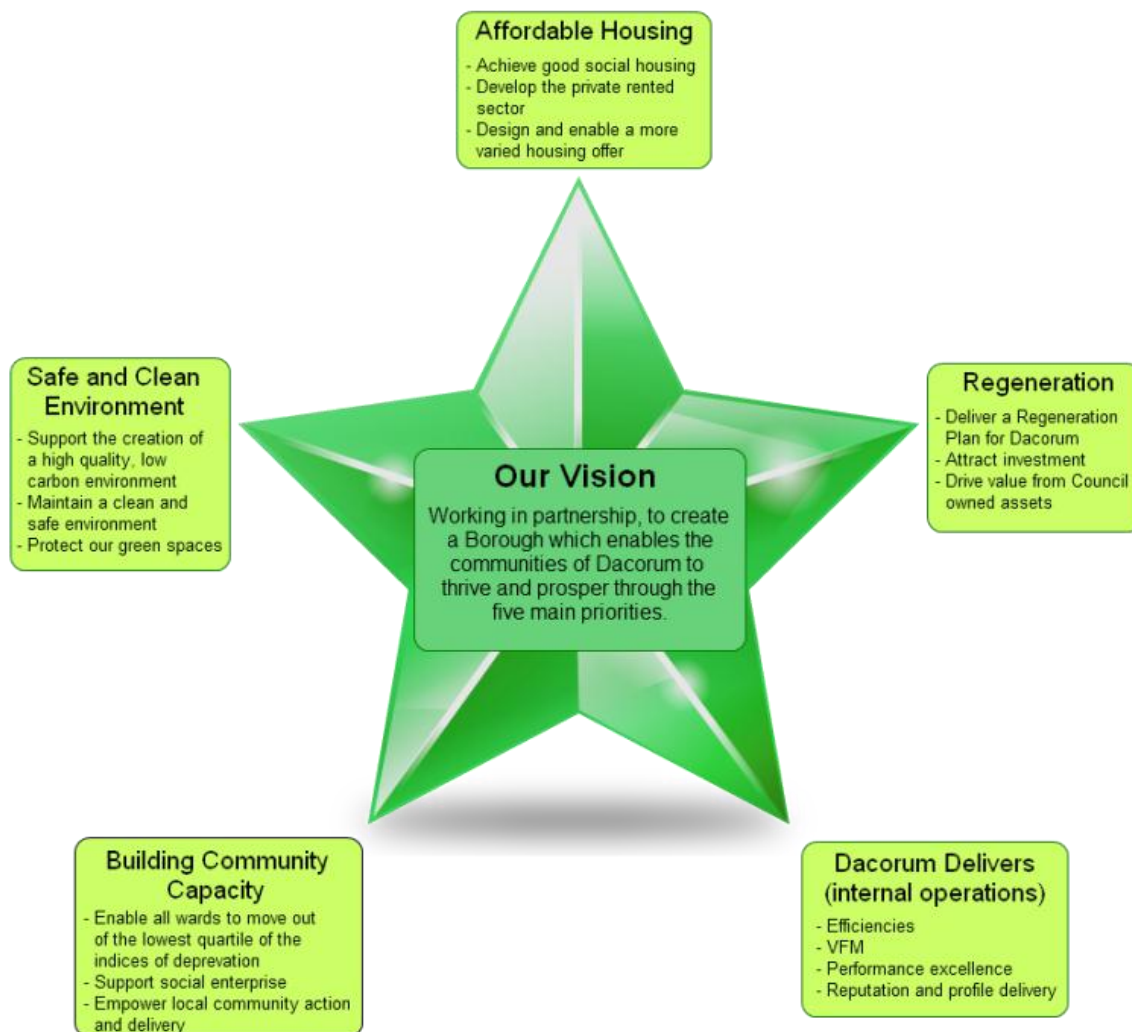 Affordable Housing
- Achieve good social housing
- Develop the private rented
sector
- Design and enable a more
varied housing offer
Safe and Clean
Environment
- Support the creation of
a high quality, low
carbon environment
- Maintain a clean and
safe environment
- Protect our green spaces
Our Vision
Working in partnership, to create
a Borough which enables the
communities of Dacorum to
thrive and prosper through the
five main priorities.
Regeneration
- Deliver a Regeneration
Plan for Dacorum
- Attract investment
- Drive value from Council
owned assets
Building Community
Capacity
- Enable all wards to move out
of the lowest quartile of the
indices of deprevation
- Support social enterprise
- Empower local community action
and delivery
Dacorum Delivers
(internal operations)
- Efficiencies
- VFM
- Performance excellence
- Reputation and profile delivery